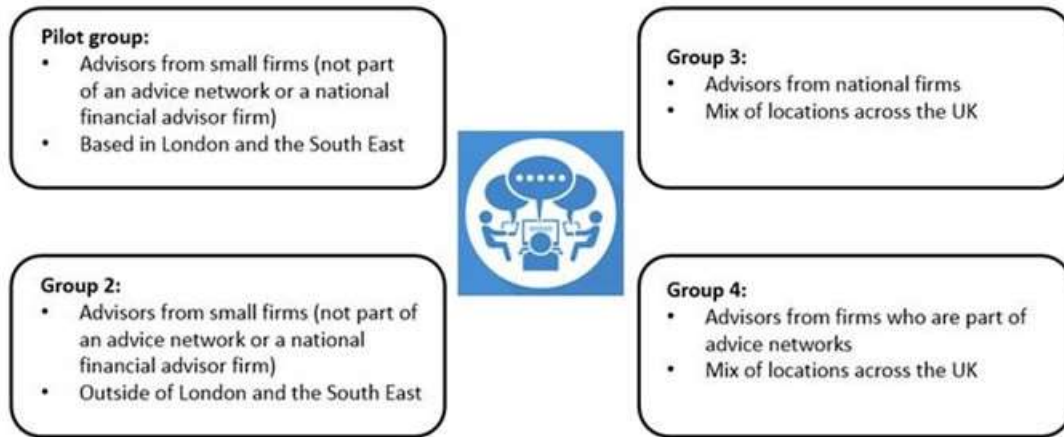 Pilot group:
• Advisors from small firms (not part
of an advice network or a national
financial advisor firm)
• Based in London and the South East
Group 3:
• Advisors from national firms
• Mix of locations across the UK
Group 2:
• Advisors from small firms (not part of
an advice network or a national
financial advisor firm)
• Outside of London and the South East
Group 4:
• Advisors from firms who are part of
advice networks
• Mix of locations across the UK